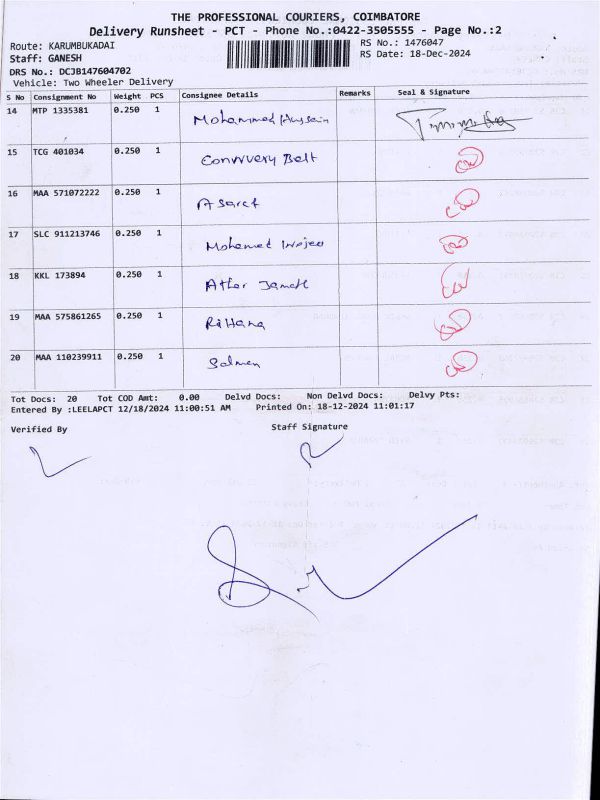 THE PROFESSIONAL COURIERS, COIMBATORE
Delivery Runsheet - PCT - Phone No.:0422-3505555 - Page No.:2
Route: KARUMBUKADAI RS No.: 1476047
Staff: GANESH RS Date: 18-Dec-2024
DRS No.: DCJB147604702
Vehicle: Two Wheeler Delivery
S No Consignment No Weight PCS Consignee Details Remarks Seal & Signature
14 MTP 1335381 0.250 1 Mohammed Hussain
15 TCG 401034 0.250 1 Belt
16 MAA 571072222 0.250 1 Asaref
17 SLC 911213746 0.250 1 Mohamed
18 KKL 173894 0.250 1 Jamel
19 MAA 575861265 0.250 1 RiHana
20 MAA 110239911 0.250 1 Salmen
Tot Docs: 20 Tot COD Amt: 0.00 Delvd Docs: Non Delvd Docs: Delvy Pts:
Entered By :LEELAPCT 12/18/2024 11:00:51 AM Printed On: 18-12-2024 11:01:17
Verified By Staff Signature